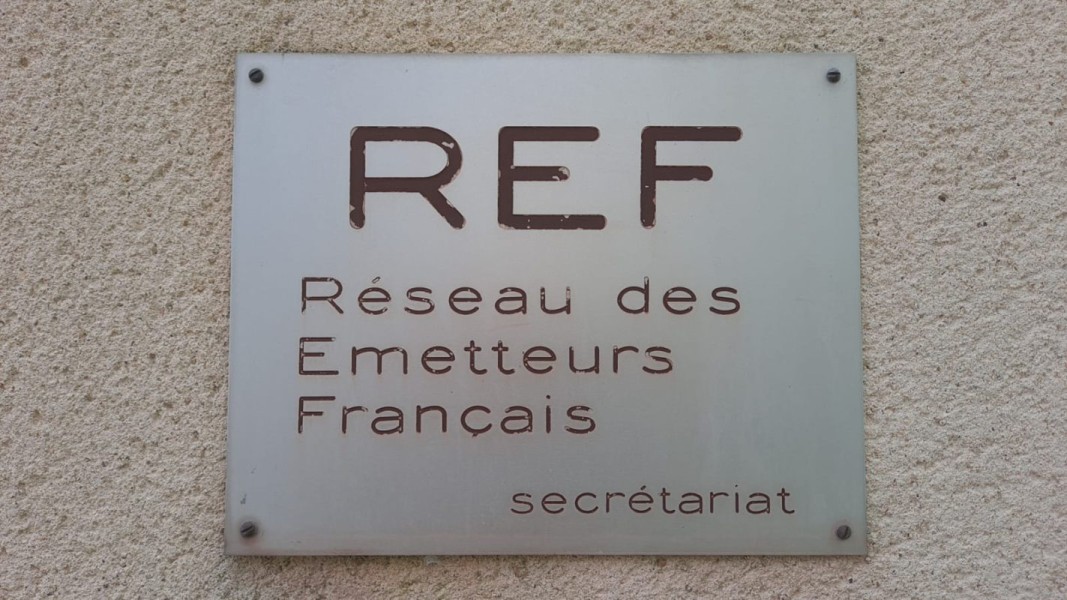 REF
Réseau des
Emetteurs
Français
secrétariat